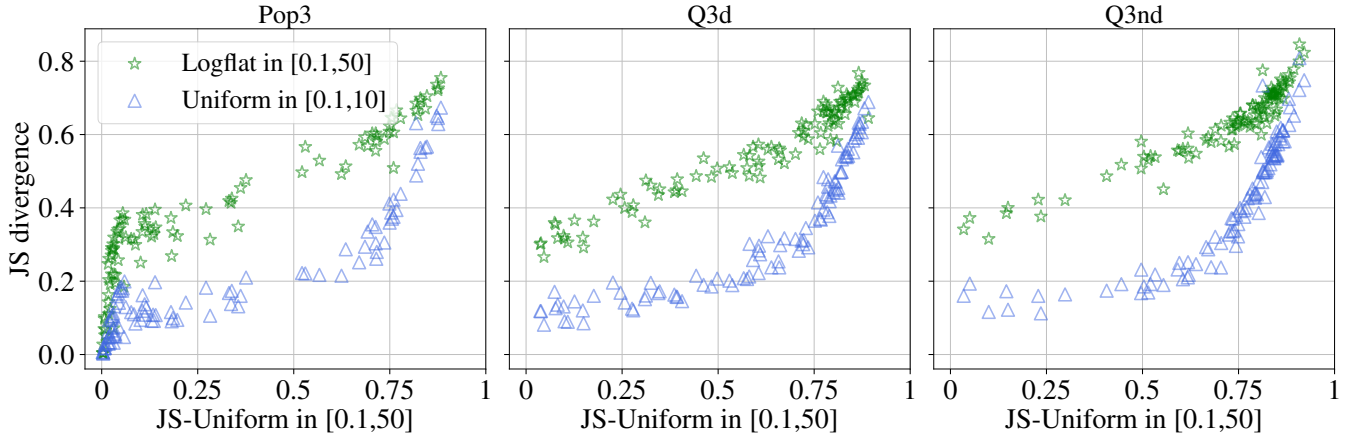 Pop3 Q3d Q3nd
Logflat in [0.1,50]
Uniform in [0.1,10]
JS divergence
0.8
0.6
0.4
0.2
0.0
0 0.25 0.5 0.75 1 0 0.25 0.5 0.75 1 0 0.25 0.5 0.75 1
JS-Uniform in [0.1,50] JS-Uniform in [0.1,50] JS-Uniform in [0.1,50]